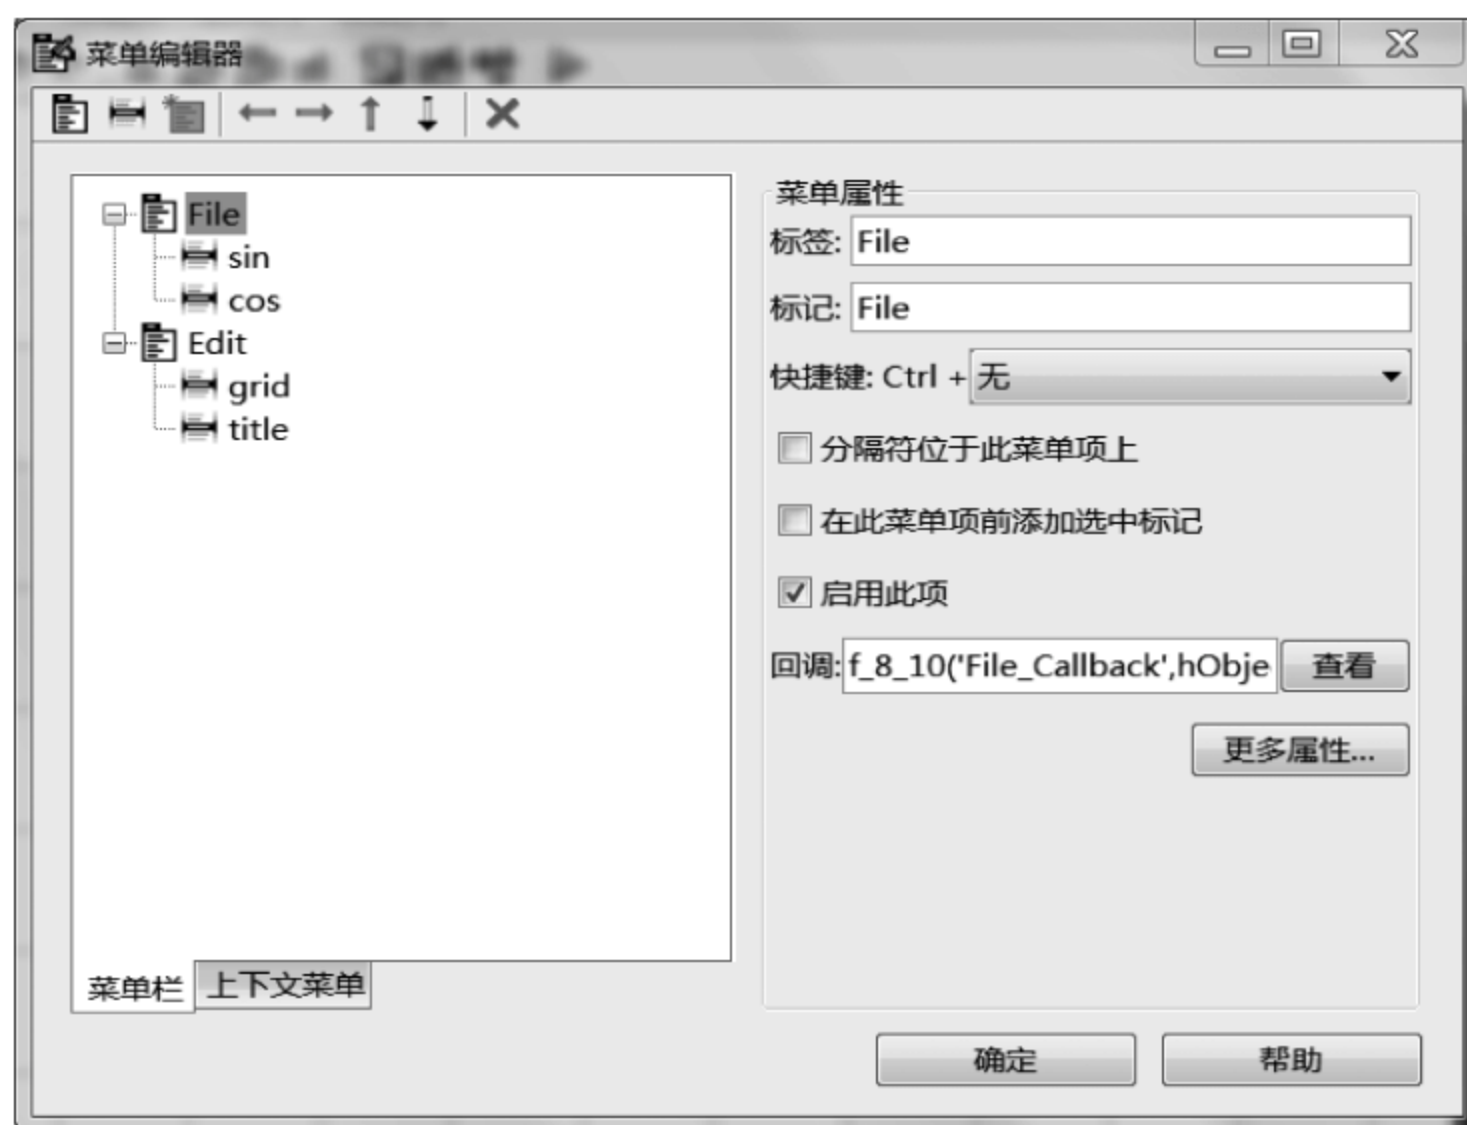 菜单编辑器
File
sin
cos
Edit
grid
title
菜单栏
上下文菜单
菜单属性
标签: File
标记: File
快捷键: Ctrl + 无
分隔符位于此菜单项上
在此菜单项前添加选中标记
启用此项
回调: f_8_10('File_Callback',hObje 查看
更多属性...
确定 帮助